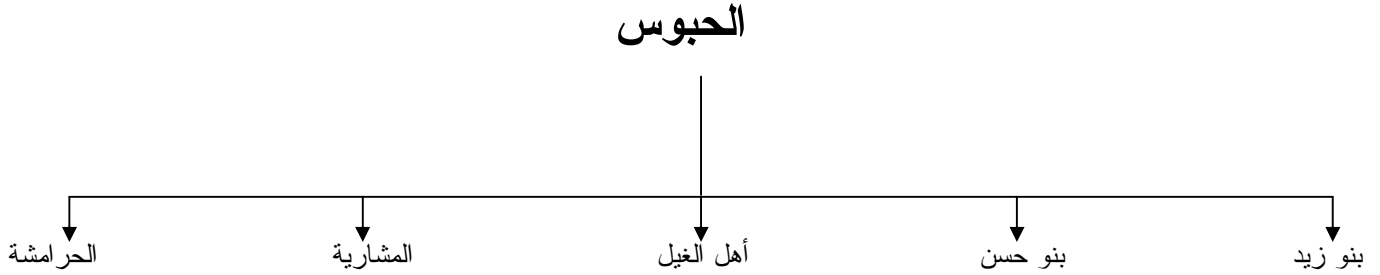 الحبوس
بنو زيد بنو حسن أهل الغيل المشارية الحرامشة